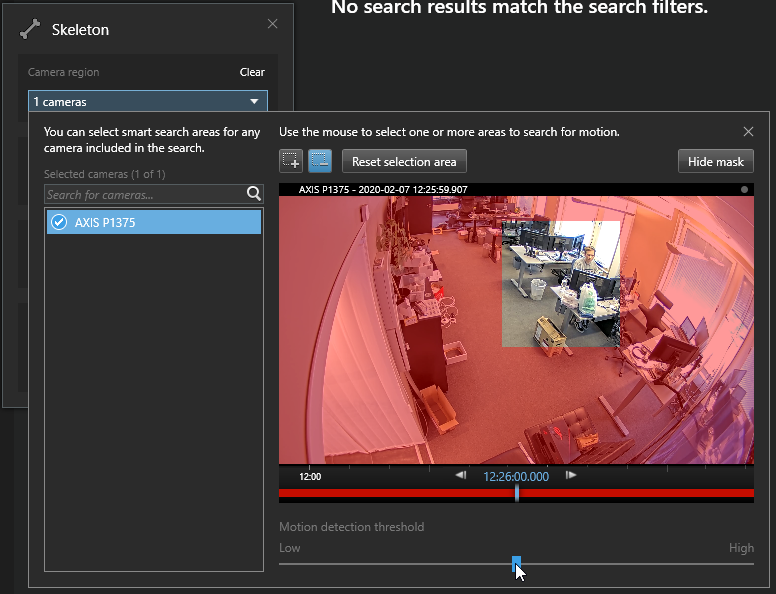 No search results match the search filters.
Skeleton
Camera region
Clear
1 cameras
You can select smart search areas for any
camera included in the search.
Selected cameras (1 of 1)
Search for cameras...
AXIS P1375
Use the mouse to select one or more areas to search for motion.
Reset selection area
Hide mask
AXIS P1375 - 2020-02-07 12:25:59.907
12:00
12:26:00.000
Motion detection threshold
Low
High